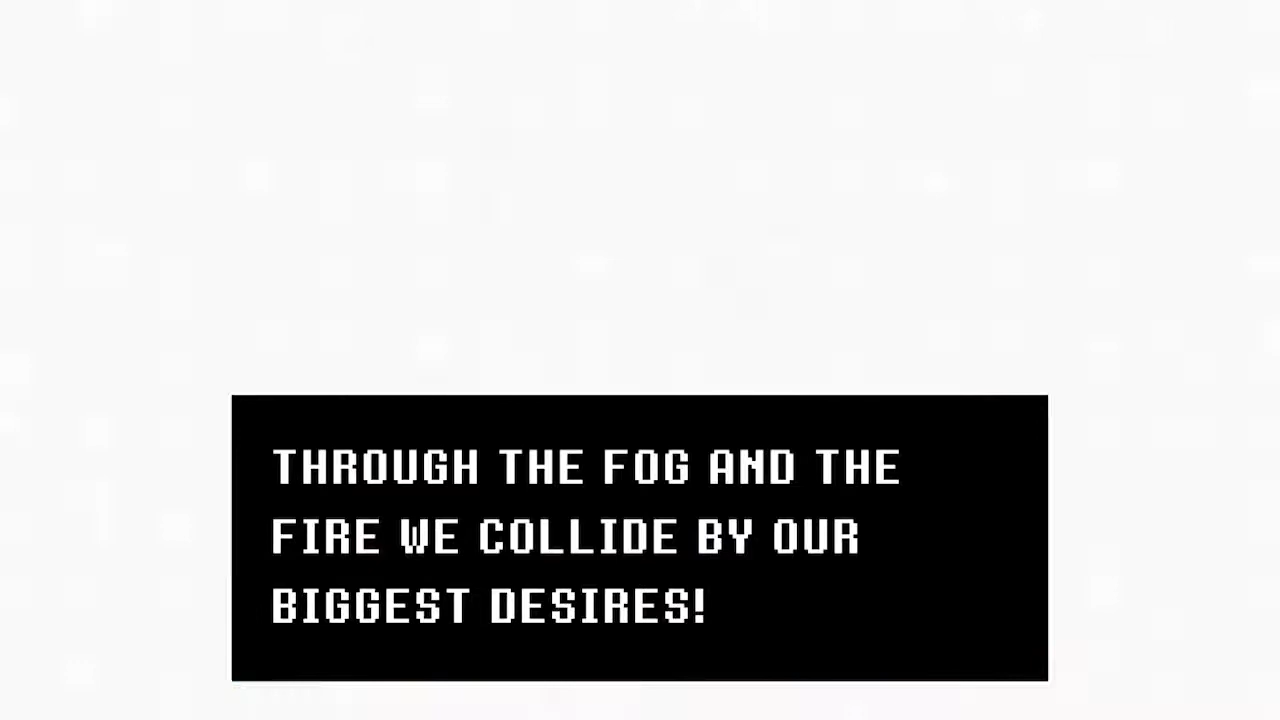 THROUGH THE FOG AND THE
FIRE WE COLLIDE BY OUR
BIGGEST DESIRES!